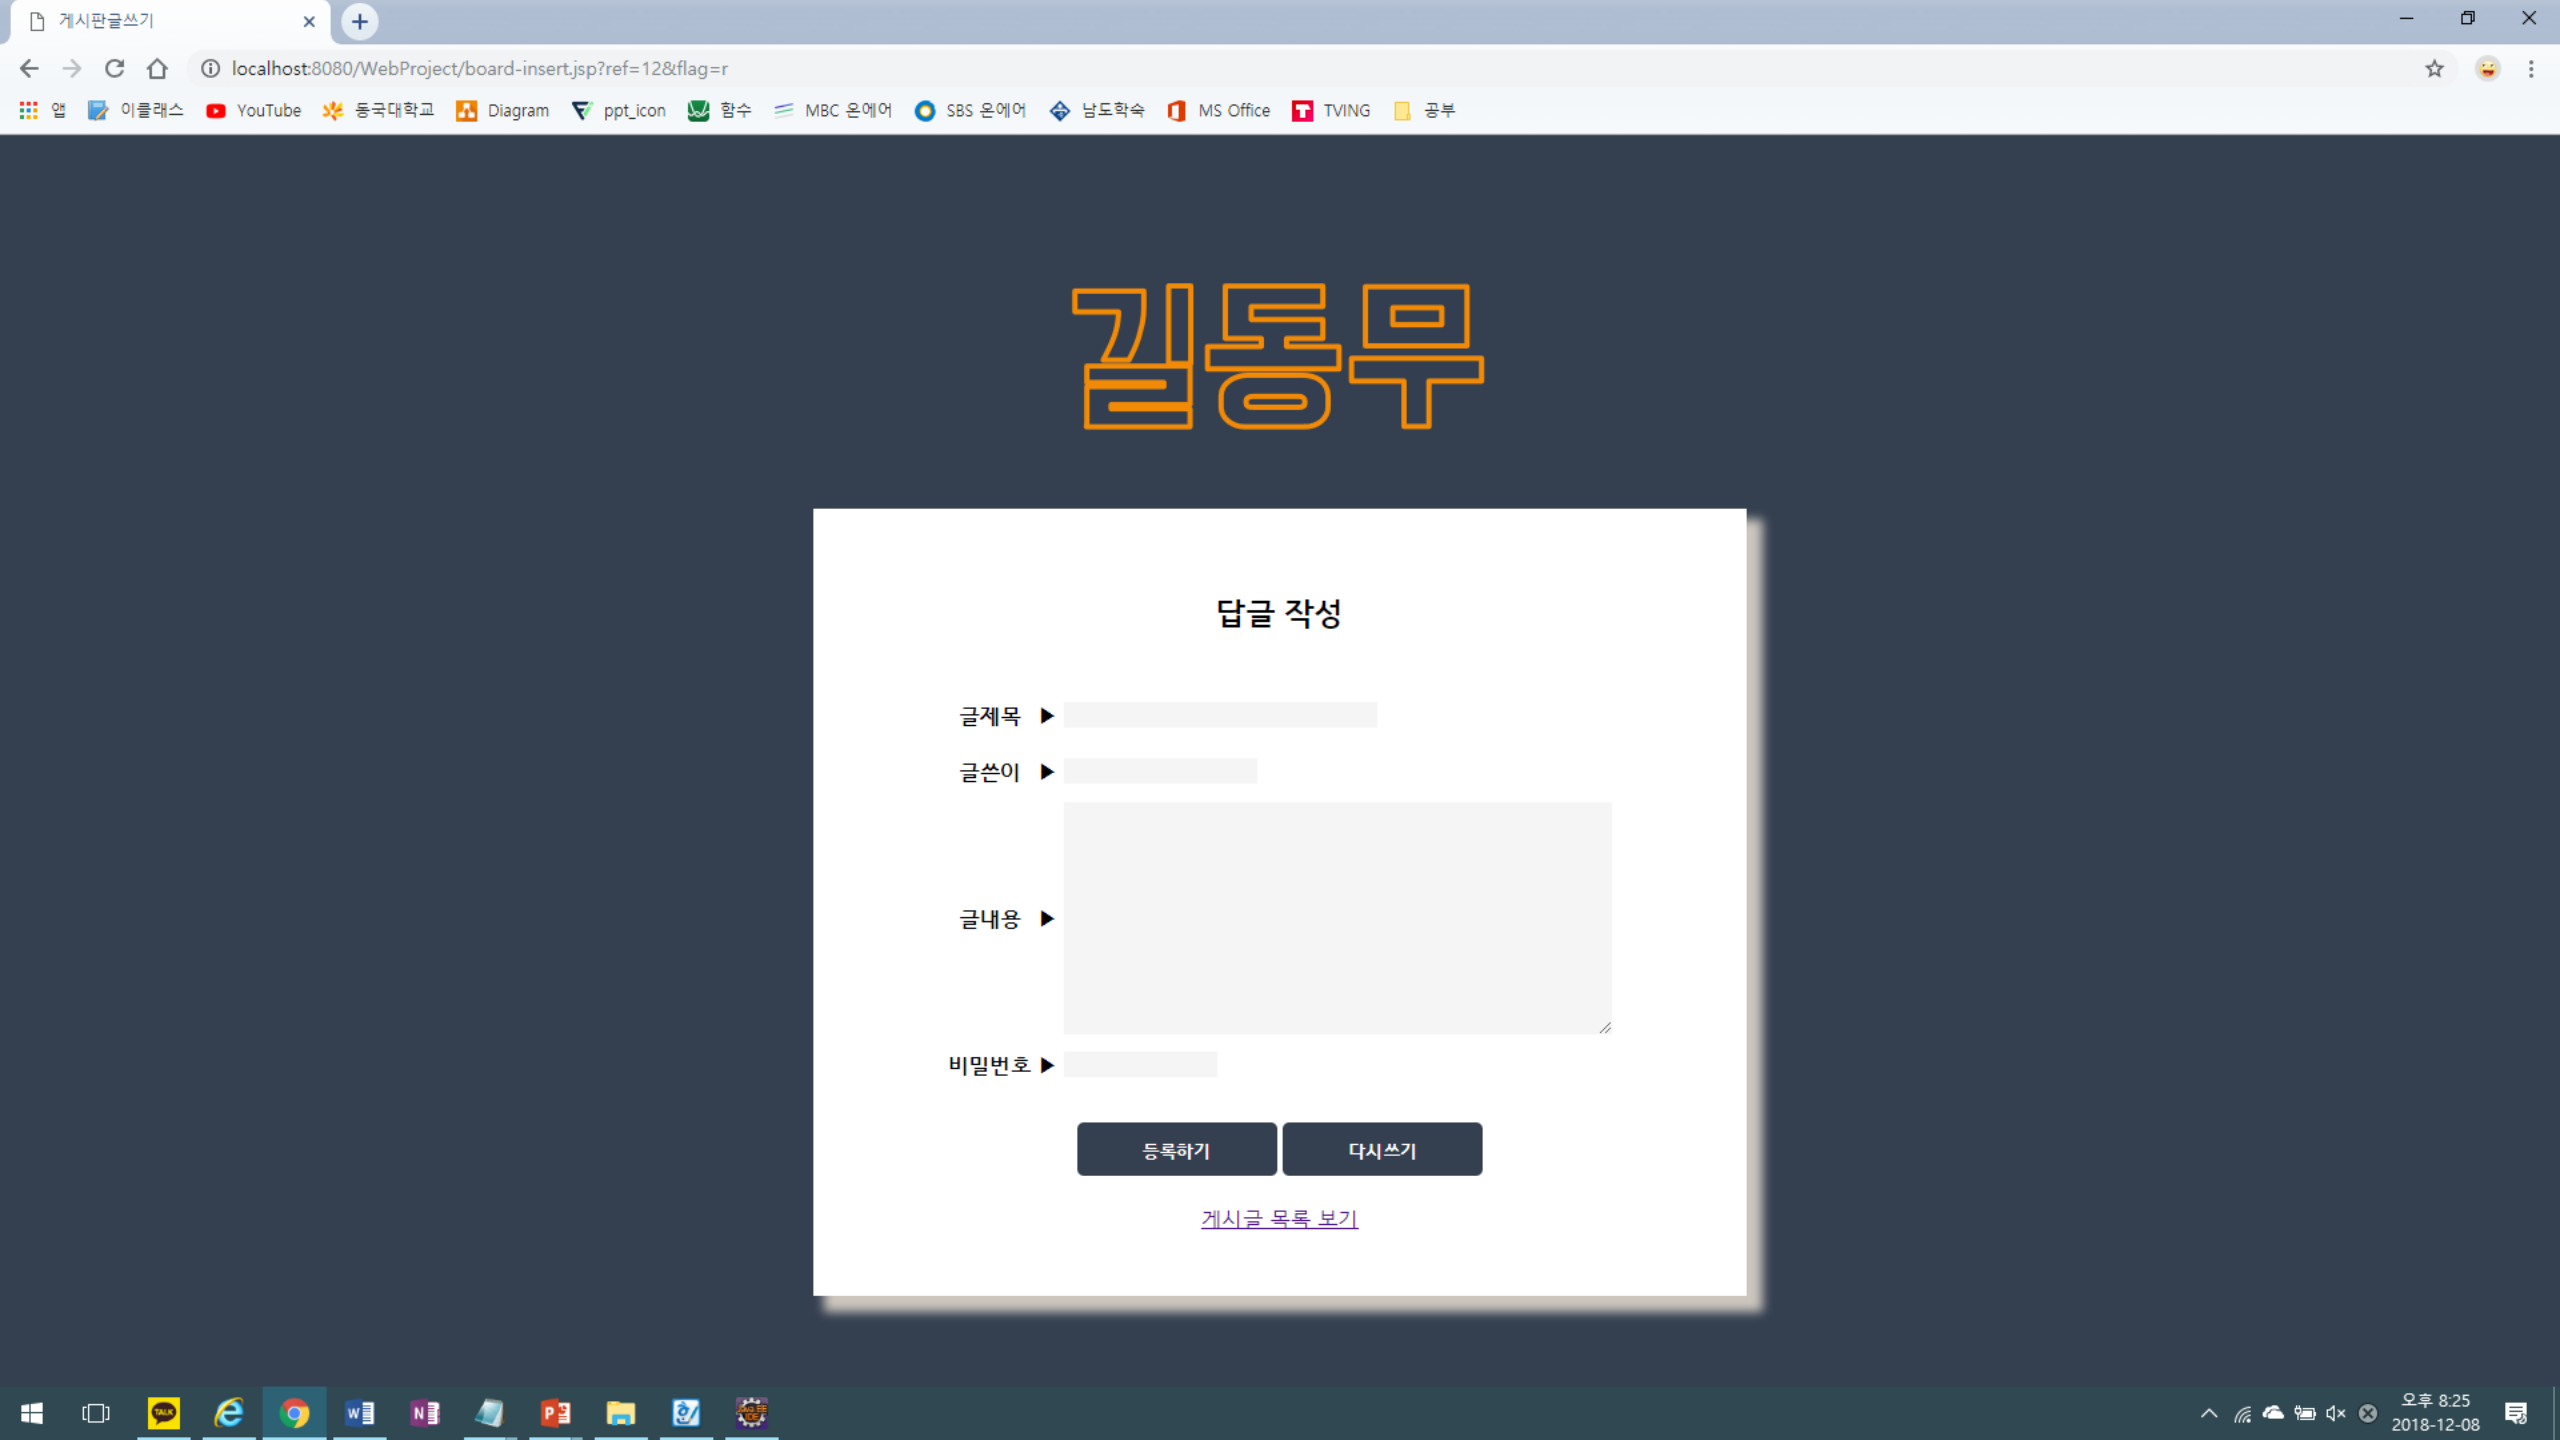 게시판글쓰기
localhost:8080/WebProject/board-insert.jsp?ref=12&flag=r
앱 이클래스 YouTube 동국대학교 Diagram ppt_icon 함수 MBC 온에어 SBS 온에어 남도학숙 MS Office TVING 공부
길동무
답글 작성
글제목 ▶
글쓴이 ▶
글내용 ▶
비밀번호 ▶
등록하기 다시쓰기
게시글 목록 보기
TALK
Java EE
IDE
오후 8:25
2018-12-08